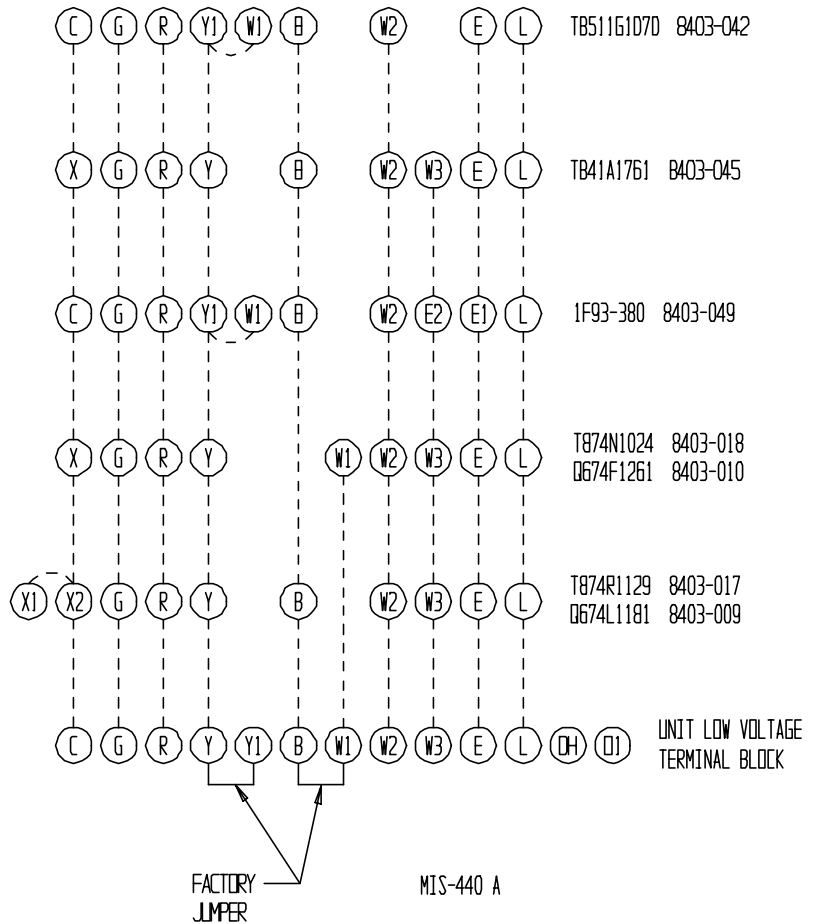 C G R Y1 W1 B W2 E L TB511G1D7D 8403-042
X G R Y B W2 W3 E L TB41A1761 8403-045
C G R Y1 W1 B W2 E2 E1 L 1F93-380 8403-049
X G R Y W1 W2 W3 E L T874N1024 8403-018
Q674F1261 8403-010
X1 X2 G R Y B W2 W3 E L T874R1129 8403-017
Q674L1181 8403-009
C G R Y Y1 B W1 W2 W3 E L OH O1 UNIT LOW VOLTAGE
TERMINAL BLOCK
FACTORY
JUMPER
MIS-440 A